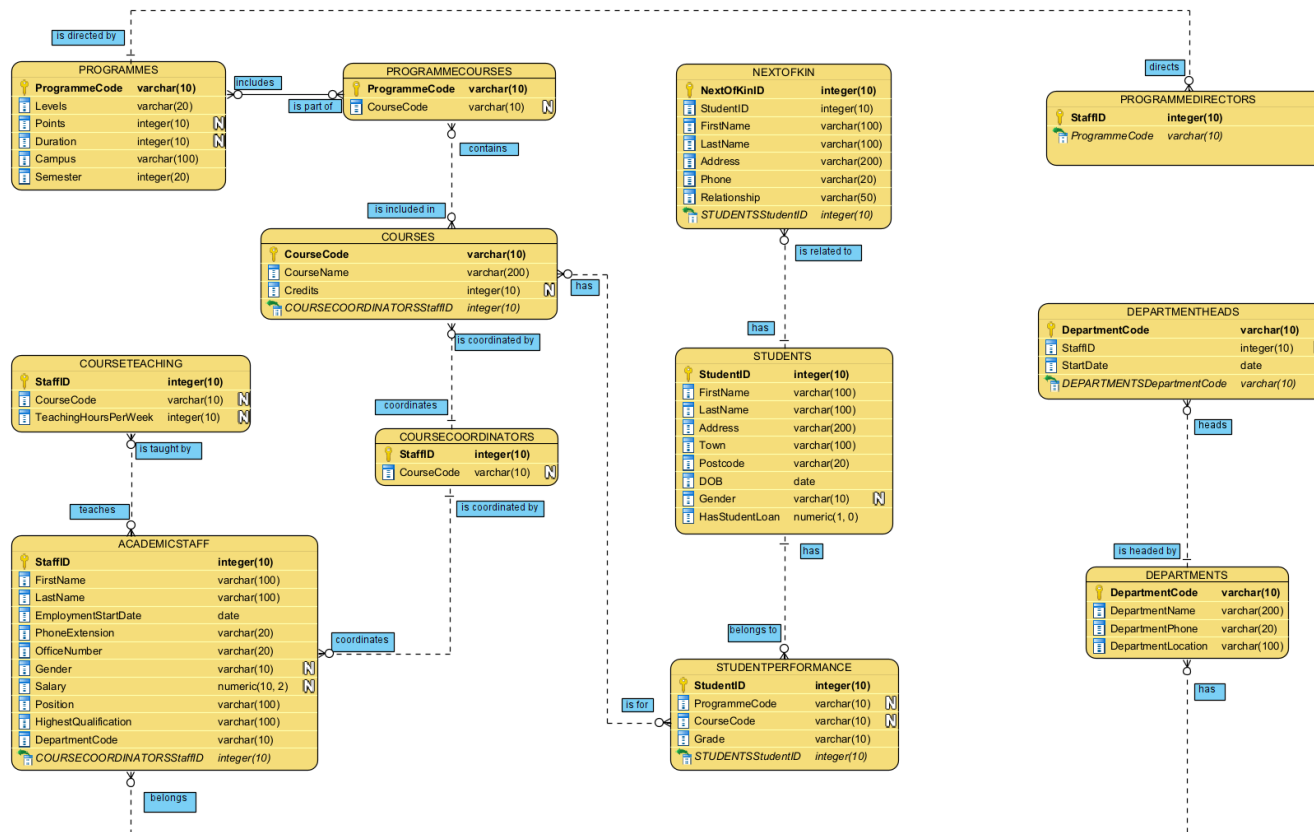 is directed by
PROGRAMMES
ProgrammeCode varchar(10)
Levels varchar(20)
Points integer(10) N
Duration integer(10) N
Campus varchar(100)
Semester integer(20)
includes
is part of
PROGRAMMECOURSES
ProgrammeCode varchar(10)
CourseCode varchar(10) N
contains
is included in
NEXTOFKIN
NextOfKinID integer(10)
StudentID integer(10)
FirstName varchar(100)
LastName varchar(100)
Address varchar(200)
Phone varchar(20)
Relationship varchar(50)
STUDENTSStudentID integer(10)
is related to
directs
PROGRAMMEDIRECTORS
StaffID integer(10)
ProgrammeCode varchar(10)
COURSES
CourseCode varchar(10)
CourseName varchar(200)
Credits integer(10) N
COURSECOORDINATORSStaffID integer(10)
has
is coordinated by
has
DEPARTMENTHEADS
DepartmentCode varchar(10)
StaffID integer(10)
StartDate date
DEPARTMENTSDepartmentCode varchar(10)
heads
COURSETEACHING
StaffID integer(10)
CourseCode varchar(10) N
TeachingHoursPerWeek integer(10) N
is taught by
coordinates
COURSECOORDINATORS
StaffID integer(10)
CourseCode varchar(10) N
is coordinated by
STUDENTS
StudentID integer(10)
FirstName varchar(100)
LastName varchar(100)
Address varchar(200)
Town varchar(100)
Postcode varchar(20)
DOB date
Gender varchar(10) N
HasStudentLoan numeric(1, 0)
has
teaches
ACADEMICSTAFF
StaffID integer(10)
FirstName varchar(100)
LastName varchar(100)
EmploymentStartDate date
PhoneExtension varchar(20)
OfficeNumber varchar(20)
Gender varchar(10) N
Salary numeric(10, 2) N
Position varchar(100)
HighestQualification varchar(100)
DepartmentCode varchar(10)
COURSECOORDINATORSStaffID integer(10)
coordinates
belongs
is headed by
DEPARTMENTS
DepartmentCode varchar(10)
DepartmentName varchar(200)
DepartmentPhone varchar(20)
DepartmentLocation varchar(100)
has
belongs to
is for
STUDENTPERFORMANCE
StudentID integer(10)
ProgrammeCode varchar(10) N
CourseCode varchar(10) N
Grade varchar(10)
STUDENTSStudentID integer(10)